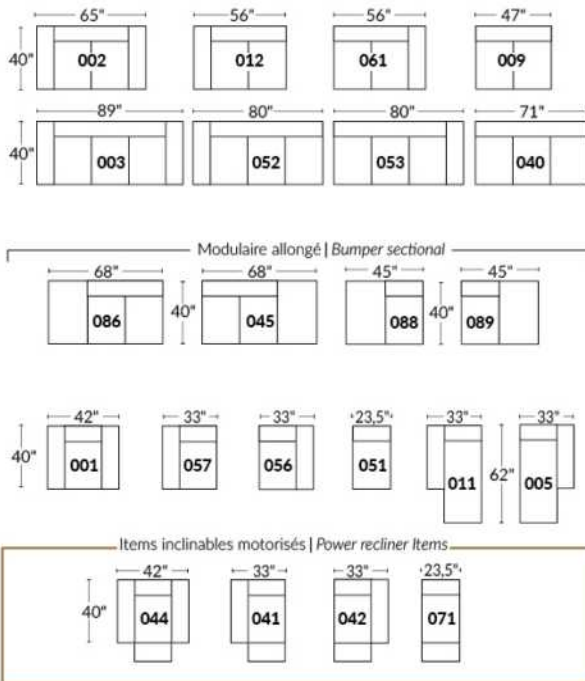 65" 56" 56" 47"
40" 002 012 061 009
89" 80" 80" 71"
40" 003 052 053 040
Modulaire allongé | Bumper sectional
68" 68" 45" 45"
086 40" 045 088 40" 089
42" 33" 33" 23,5" 33" 33"
40" 001 057 056 051 011 62" 005
Items inclinables motorisés | Power recliner Items
42" 33" 33" 23,5"
40" 044 041 042 071